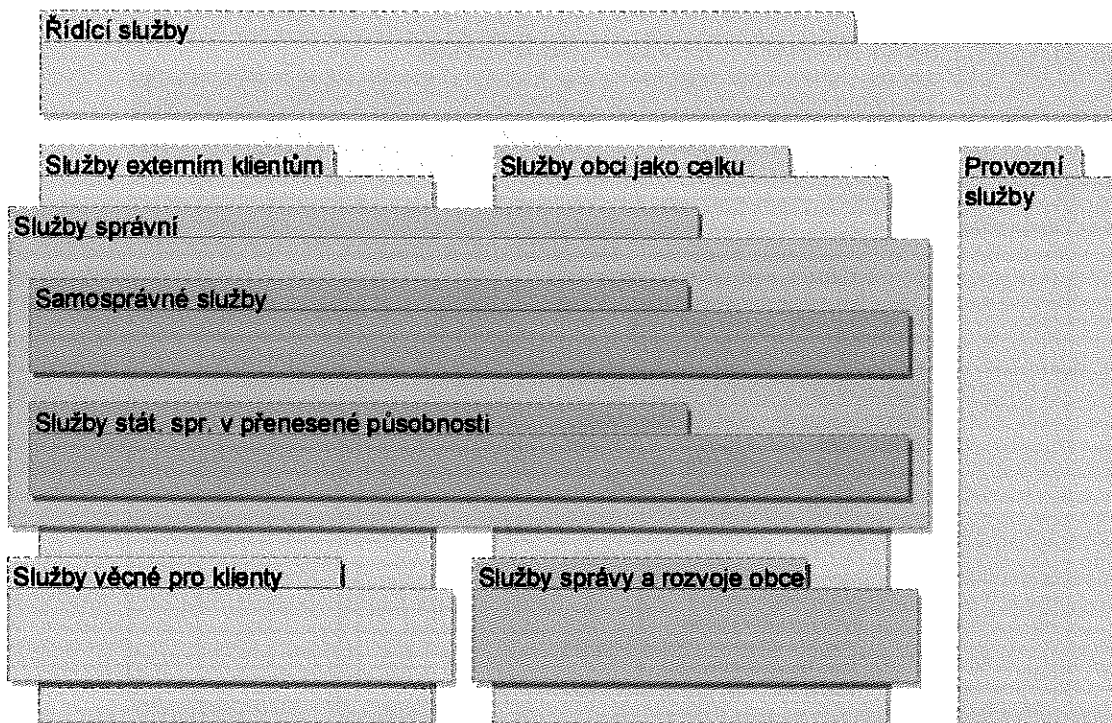 Řídící služby
Služby externím klientům
Služby obci jako celku
Provozní
služby
Služby správní
Samosprávné služby
Služby stát. spr. v přenesené působnosti
Služby věcné pro klienty
Služby správy a rozvoje obce